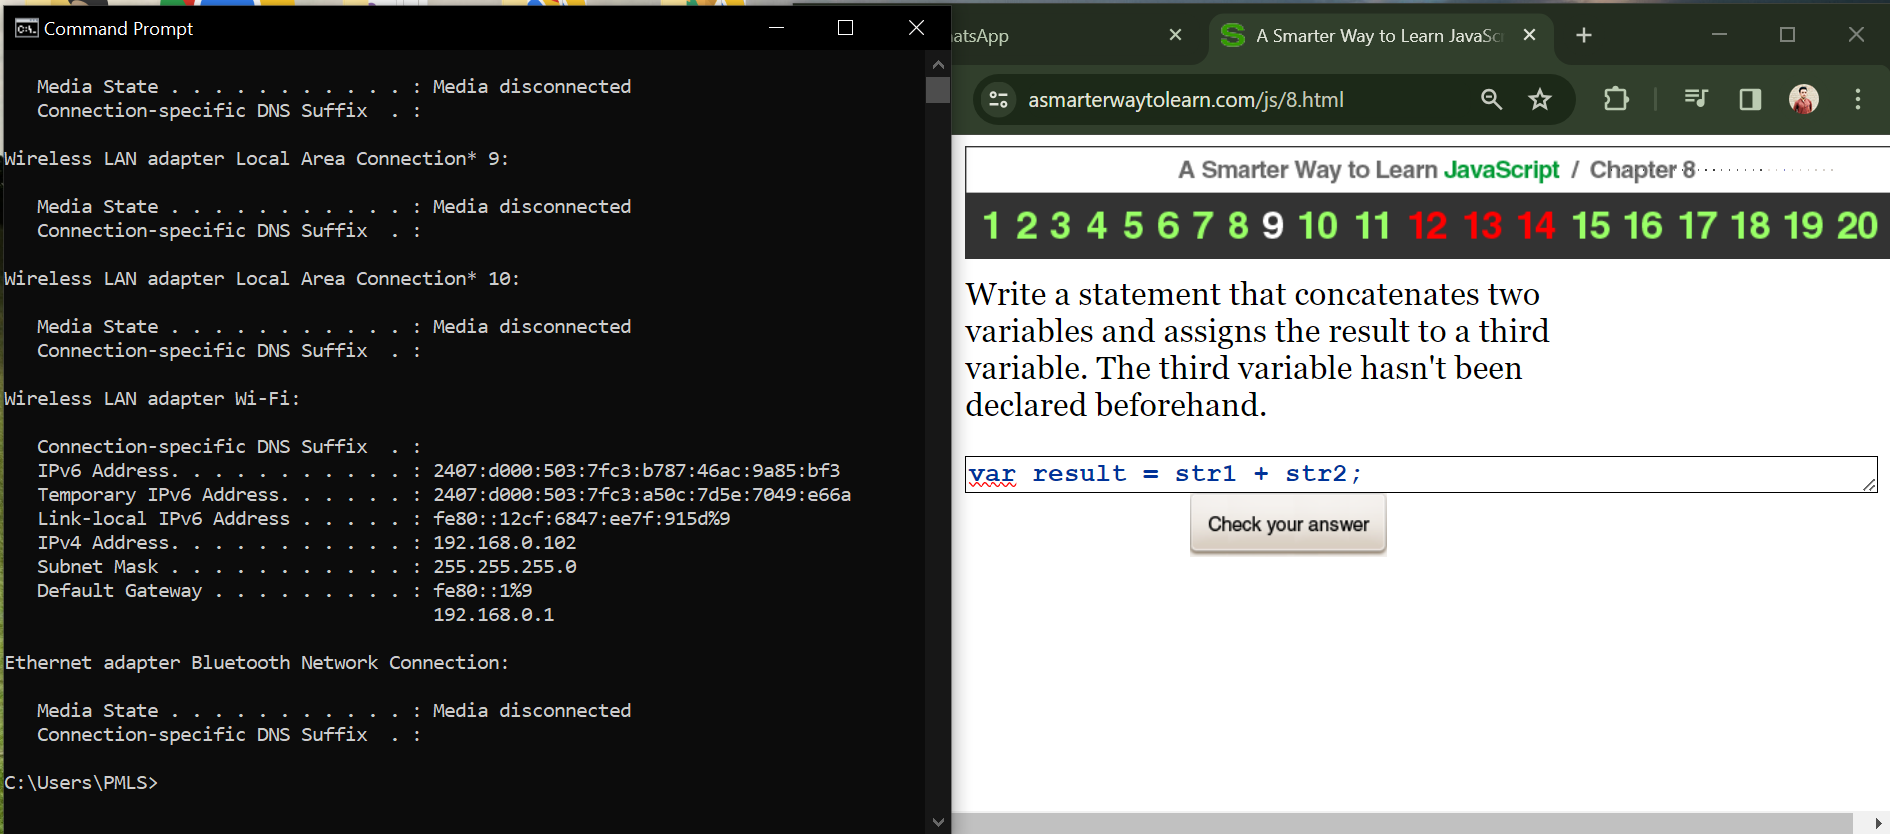 Command Prompt
Media State . . . . . . . . . . . : Media disconnected
Connection-specific DNS Suffix  . :
Wireless LAN adapter Local Area Connection* 9:
Media State . . . . . . . . . . . : Media disconnected
Connection-specific DNS Suffix  . :
Wireless LAN adapter Local Area Connection* 10:
Media State . . . . . . . . . . . : Media disconnected
Connection-specific DNS Suffix  . :
Wireless LAN adapter Wi-Fi:
Connection-specific DNS Suffix  . :
IPv6 Address. . . . . . . . . . . : 2407:d000:503:7fc3:b787:46ac:9a85:bf3
Temporary IPv6 Address. . . . . . : 2407:d000:503:7fc3:a50c:7d5e:7049:e66a
Link-local IPv6 Address . . . . . : fe80::12cf:6847:ee7f:915d%9
IPv4 Address. . . . . . . . . . . : 192.168.0.102
Subnet Mask . . . . . . . . . . . : 255.255.255.0
Default Gateway . . . . . . . . . : fe80::1%9
192.168.0.1
Ethernet adapter Bluetooth Network Connection:
Media State . . . . . . . . . . . : Media disconnected
Connection-specific DNS Suffix  . :
C:\Users\PMLS>
atsApp
A Smarter Way to Learn JavaSc
asmarterwaytolearn.com/js/8.html
A Smarter Way to Learn JavaScript / Chapter 8
1 2 3 4 5 6 7 8 9 10 11 12 13 14 15 16 17 18 19 20
Write a statement that concatenates two
variables and assigns the result to a third
variable. The third variable hasn't been
declared beforehand.
var result = str1 + str2;
Check your answer